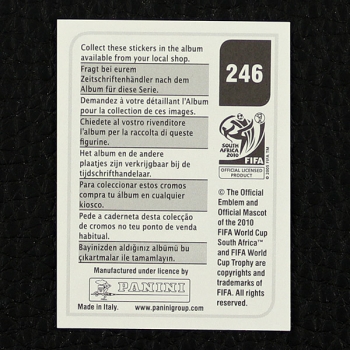 Collect these stickers in the album
available from your local shop.
Fragt bei eurem
Zeitschriftenhändler nach dem
Album für diese Serie.
Demandez à votre détaillant l'Album
pour la collection de ces images.
Chiedete al vostro rivenditore
l'album per la raccolta di queste
figurine.
Het album en de andere
plaatjes zijn verkrijgbaar bij de
tijdschrifthandelaar.
Para coleccionar estos cromos
compra tu álbum en cualquier
kiosco.
Pede a caderneta desta colecção
de cromos no teu ponto de venda
habitual.
Bayinizden aldığınız albümü bu
çıkartmalar ile tamamlayın.
Manufactured under licence by
PANINI
Made in Italy. www.paninigroup.com
246
SOUTH AFRICA
2010
FIFA
OFFICIAL LICENSED
PRODUCT
© 2005 FIFA TM
© The Official
Emblem and
Official Mascot of
the 2010
FIFA World Cup
South Africa™
and FIFA World
Cup Trophy are
copyrights and
trademarks of
FIFA. All rights
reserved.